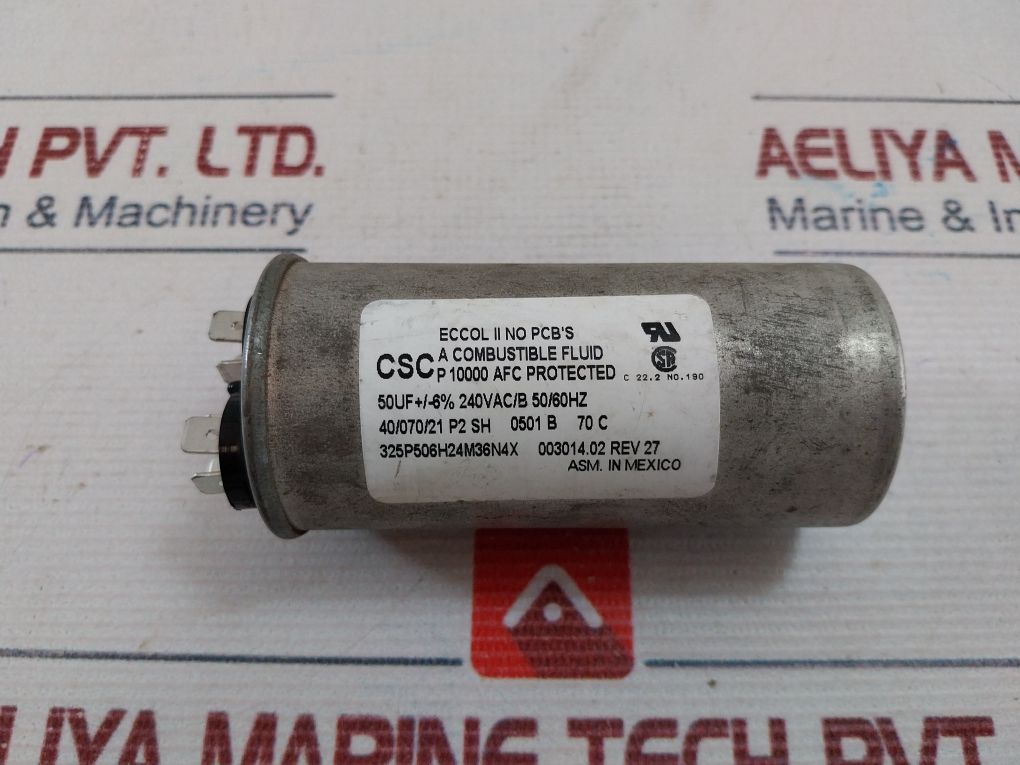 PVT. LTD.
& Machinery
AELIYA
Marine &
ECCOL II NO PCB'S
CSC A COMBUSTIBLE FLUID
P 10000 AFC PROTECTED
C 22.2 NO.190
50UF+/-6% 240VAC/B 50/60HZ
40/070/21 P2 SH 0501 B 70 C
325P506H24M36N4X 003014.02 REV 27
ASM. IN MEXICO
MARINE TECH PVT